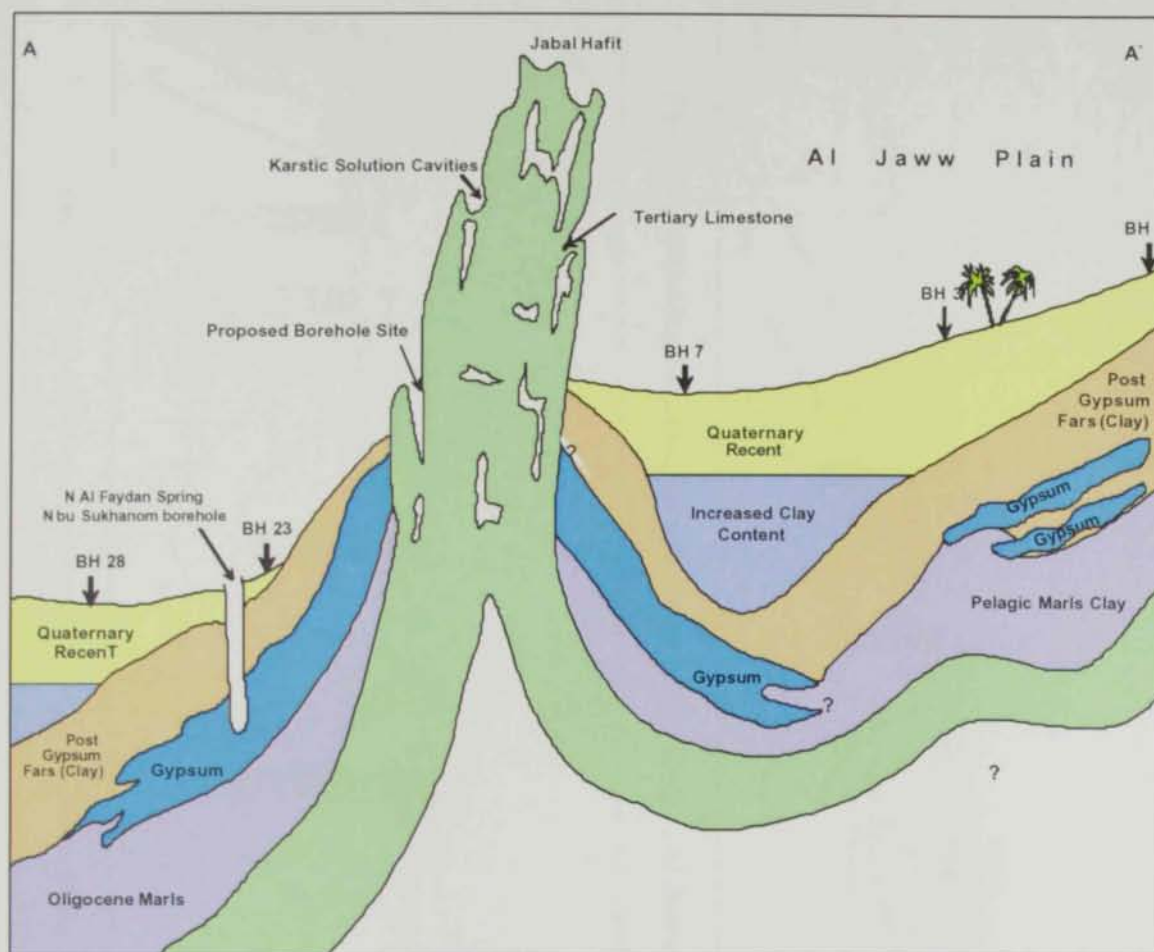 A
Jabal Hafit
A'
Karstic Solution Cavities
Al Jaww Plain
Tertiary Limestone
BH
BH 3
Proposed Borehole Site
BH 7
Post
Gypsum
Fars (Clay)
Quaternary
Recent
N Al Faydan Spring
N bu Sukhanom borehole
Gypsum
BH 23
Increased Clay
Content
Gypsum
BH 28
Pelagic Marls Clay
Quaternary
RecenT
Gypsum
?
Post
Gypsum
Fars (Clay)
Gypsum
?
Oligocene Marls